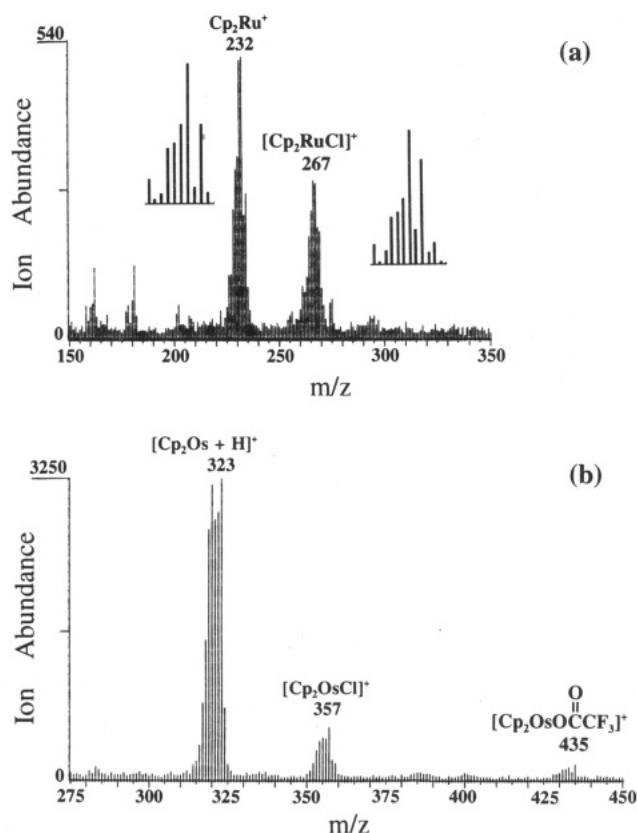 (a)
540
Cp₂Ru⁺
232
[Cp₂RuCl]⁺
267
Ion Abundance
0
150 200 250 300 350
m/z
(b)
3250
[Cp₂Os + H]⁺
323
[Cp₂OsCl]⁺
357
O
[Cp₂OsOCCF₃]⁺
435
Ion Abundance
0
275 300 325 350 375 400 425 450
m/z